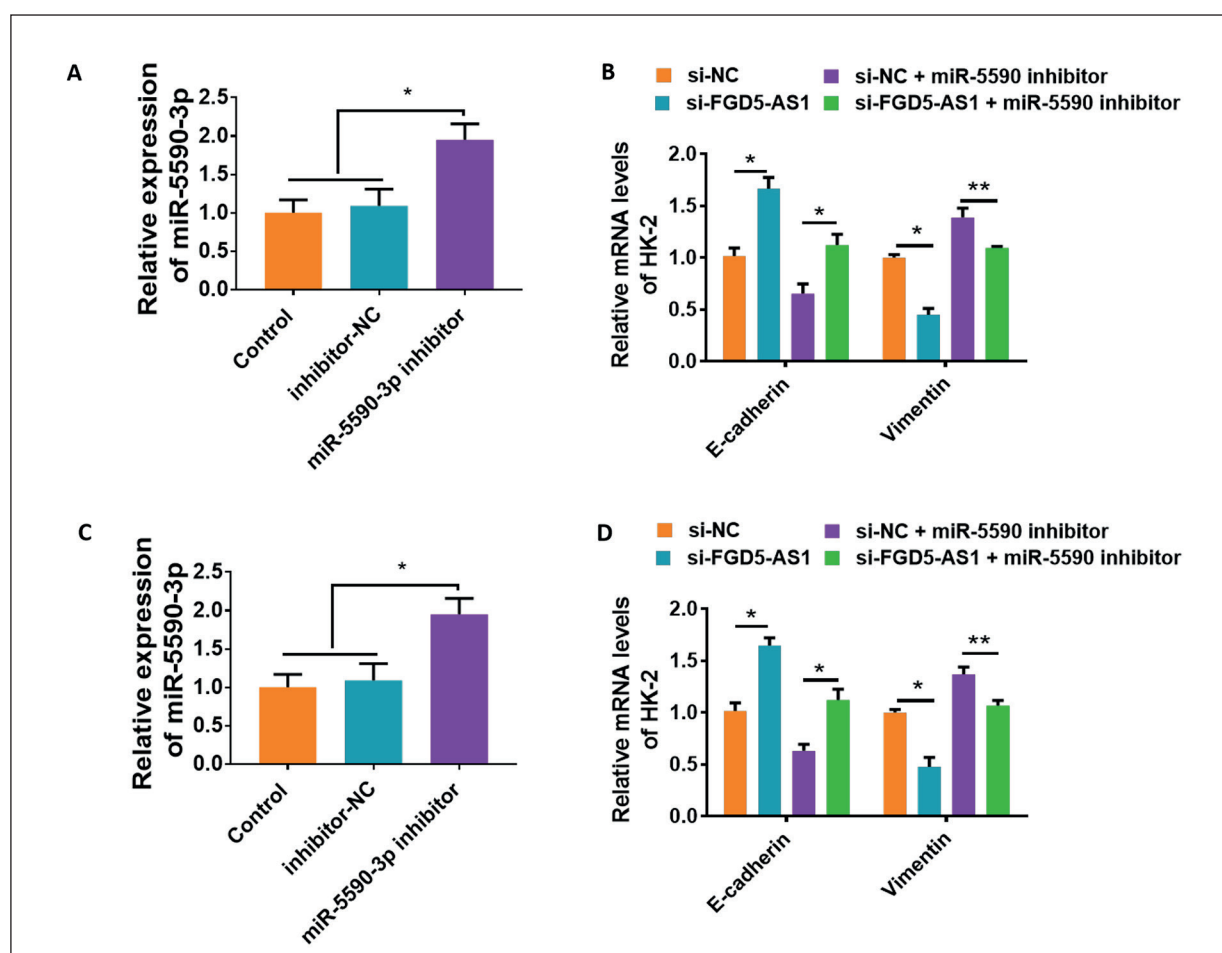 A
Relative expression
of miR-5590-3p
2.5
2.0
1.5
1.0
0.5
0.0
*
Control
inhibitor-NC
miR-5590-3p inhibitor
B
si-NC
si-NC + miR-5590 inhibitor
si-FGD5-AS1
si-FGD5-AS1 + miR-5590 inhibitor
Relative mRNA levels
of HK-2
2.0
1.5
1.0
0.5
0.0
*
*
*
**
E-cadherin
Vimentin
C
Relative expression
of miR-5590-3p
2.5
2.0
1.5
1.0
0.5
0.0
*
Control
inhibitor-NC
miR-5590-3p inhibitor
D
si-NC
si-NC + miR-5590 inhibitor
si-FGD5-AS1
si-FGD5-AS1 + miR-5590 inhibitor
Relative mRNA levels
of HK-2
2.0
1.5
1.0
0.5
0.0
*
*
*
**
E-cadherin
Vimentin